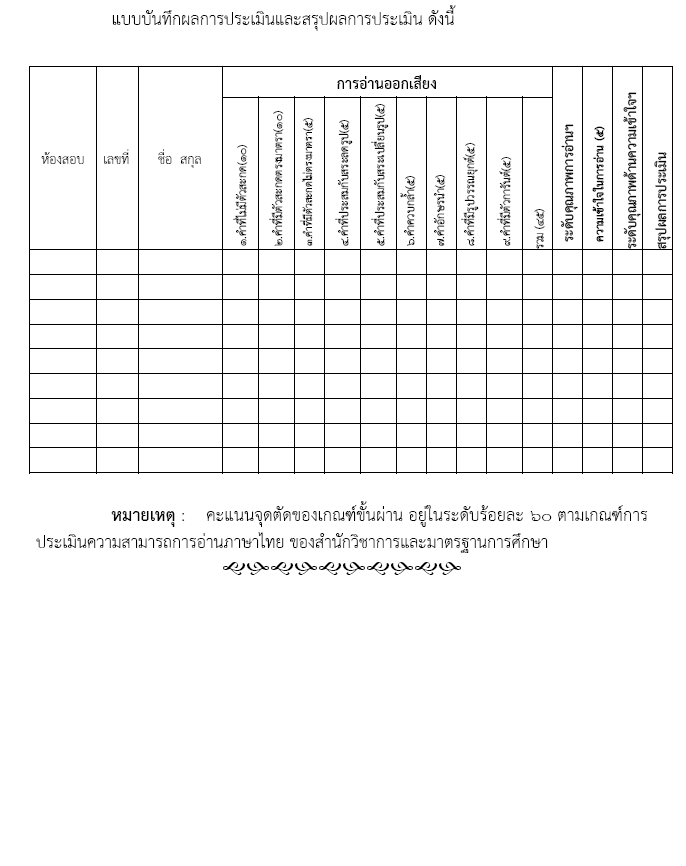 แบบบันทึกผลการประเมินและสรุปผลการประเมิน ดังนี้
ห้องสอบ
เลขที่
ชื่อ สกุล
การอ่านออกเสียง
๑.คำที่ไม่มีตัวสะกด(๑๐)
๒.คำที่มีตัวสะกดตรงมาตรา(๑๐)
๓.คำที่มีตัวสะกดไม่ตรงมาตรา(๕)
๔.คำที่ประสมกับสระลดรูป(๕)
๕.คำที่ประสมกับสระเปลี่ยนรูป(๕)
๖.คำควบกล้ำ(๕)
๗.คำอักษรนำ(๕)
๘.คำที่มีรูปวรรณยุกต์(๕)
๙.คำที่มีตัวการันต์(๕)
รวม (๔๕)
ระดับคุณภาพการอ่านฯ
ความเข้าใจในการอ่าน (๕)
ระดับคุณภาพด้านความเข้าใจฯ
สรุปผลการประเมิน
หมายเหตุ : คะแนนจุดตัดของเกณฑ์ขั้นผ่าน อยู่ในระดับร้อยละ ๖๐ ตามเกณฑ์การ
ประเมินความสามารถการอ่านภาษาไทย ของสำนักวิชาการและมาตรฐานการศึกษา